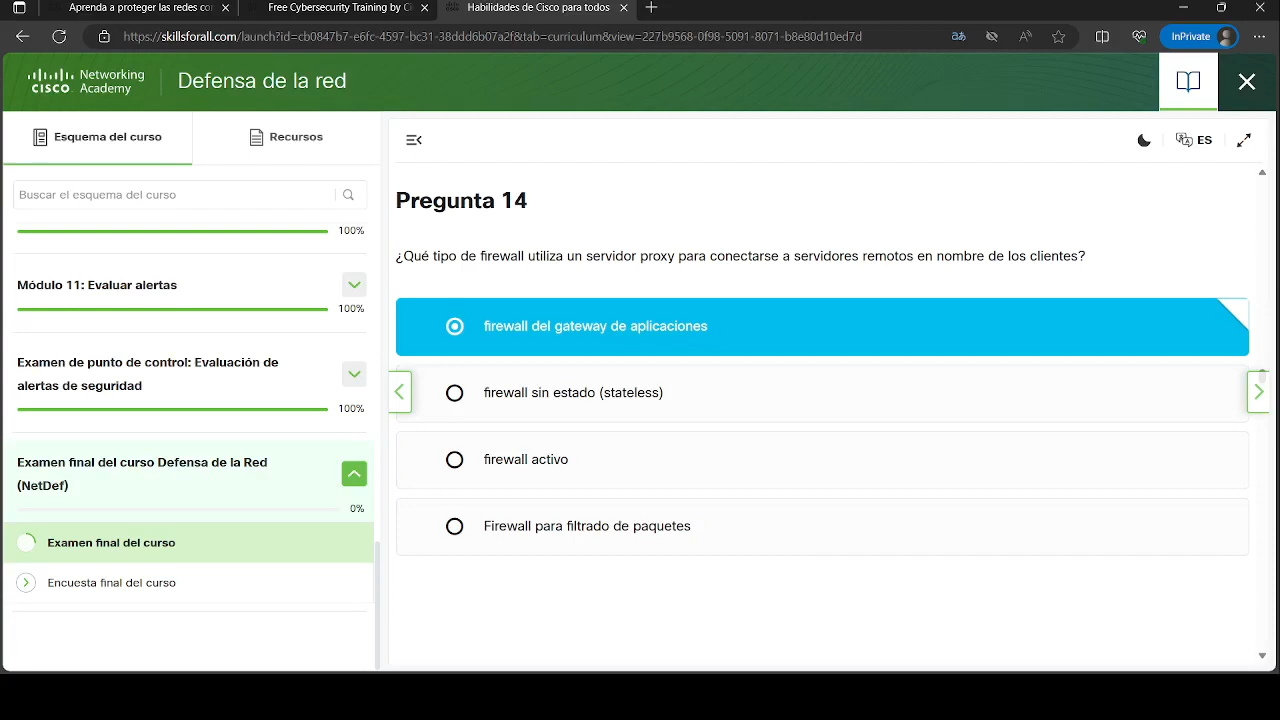 Aprenda a proteger las redes cor
Free Cybersecurity Training by Ci
Habilidades de Cisco para todos
https://skillsforall.com/launch?id=cb0847b7-e6fc-4597-bc31-38ddd6b07a2f&tab=curriculum&view=227b9568-0f98-5091-8071-b8e80d10ed7d
InPrivate
CISCO
Networking
Academy
Defensa de la red
Esquema del curso
Recursos
ES
Buscar el esquema del curso
100%
Módulo 11: Evaluar alertas
100%
Examen de punto de control: Evaluación de
alertas de seguridad
100%
Examen final del curso Defensa de la Red
(NetDef)
0%
Examen final del curso
Encuesta final del curso
Pregunta 14
¿Qué tipo de firewall utiliza un servidor proxy para conectarse a servidores remotos en nombre de los clientes?
firewall del gateway de aplicaciones
firewall sin estado (stateless)
firewall activo
Firewall para filtrado de paquetes